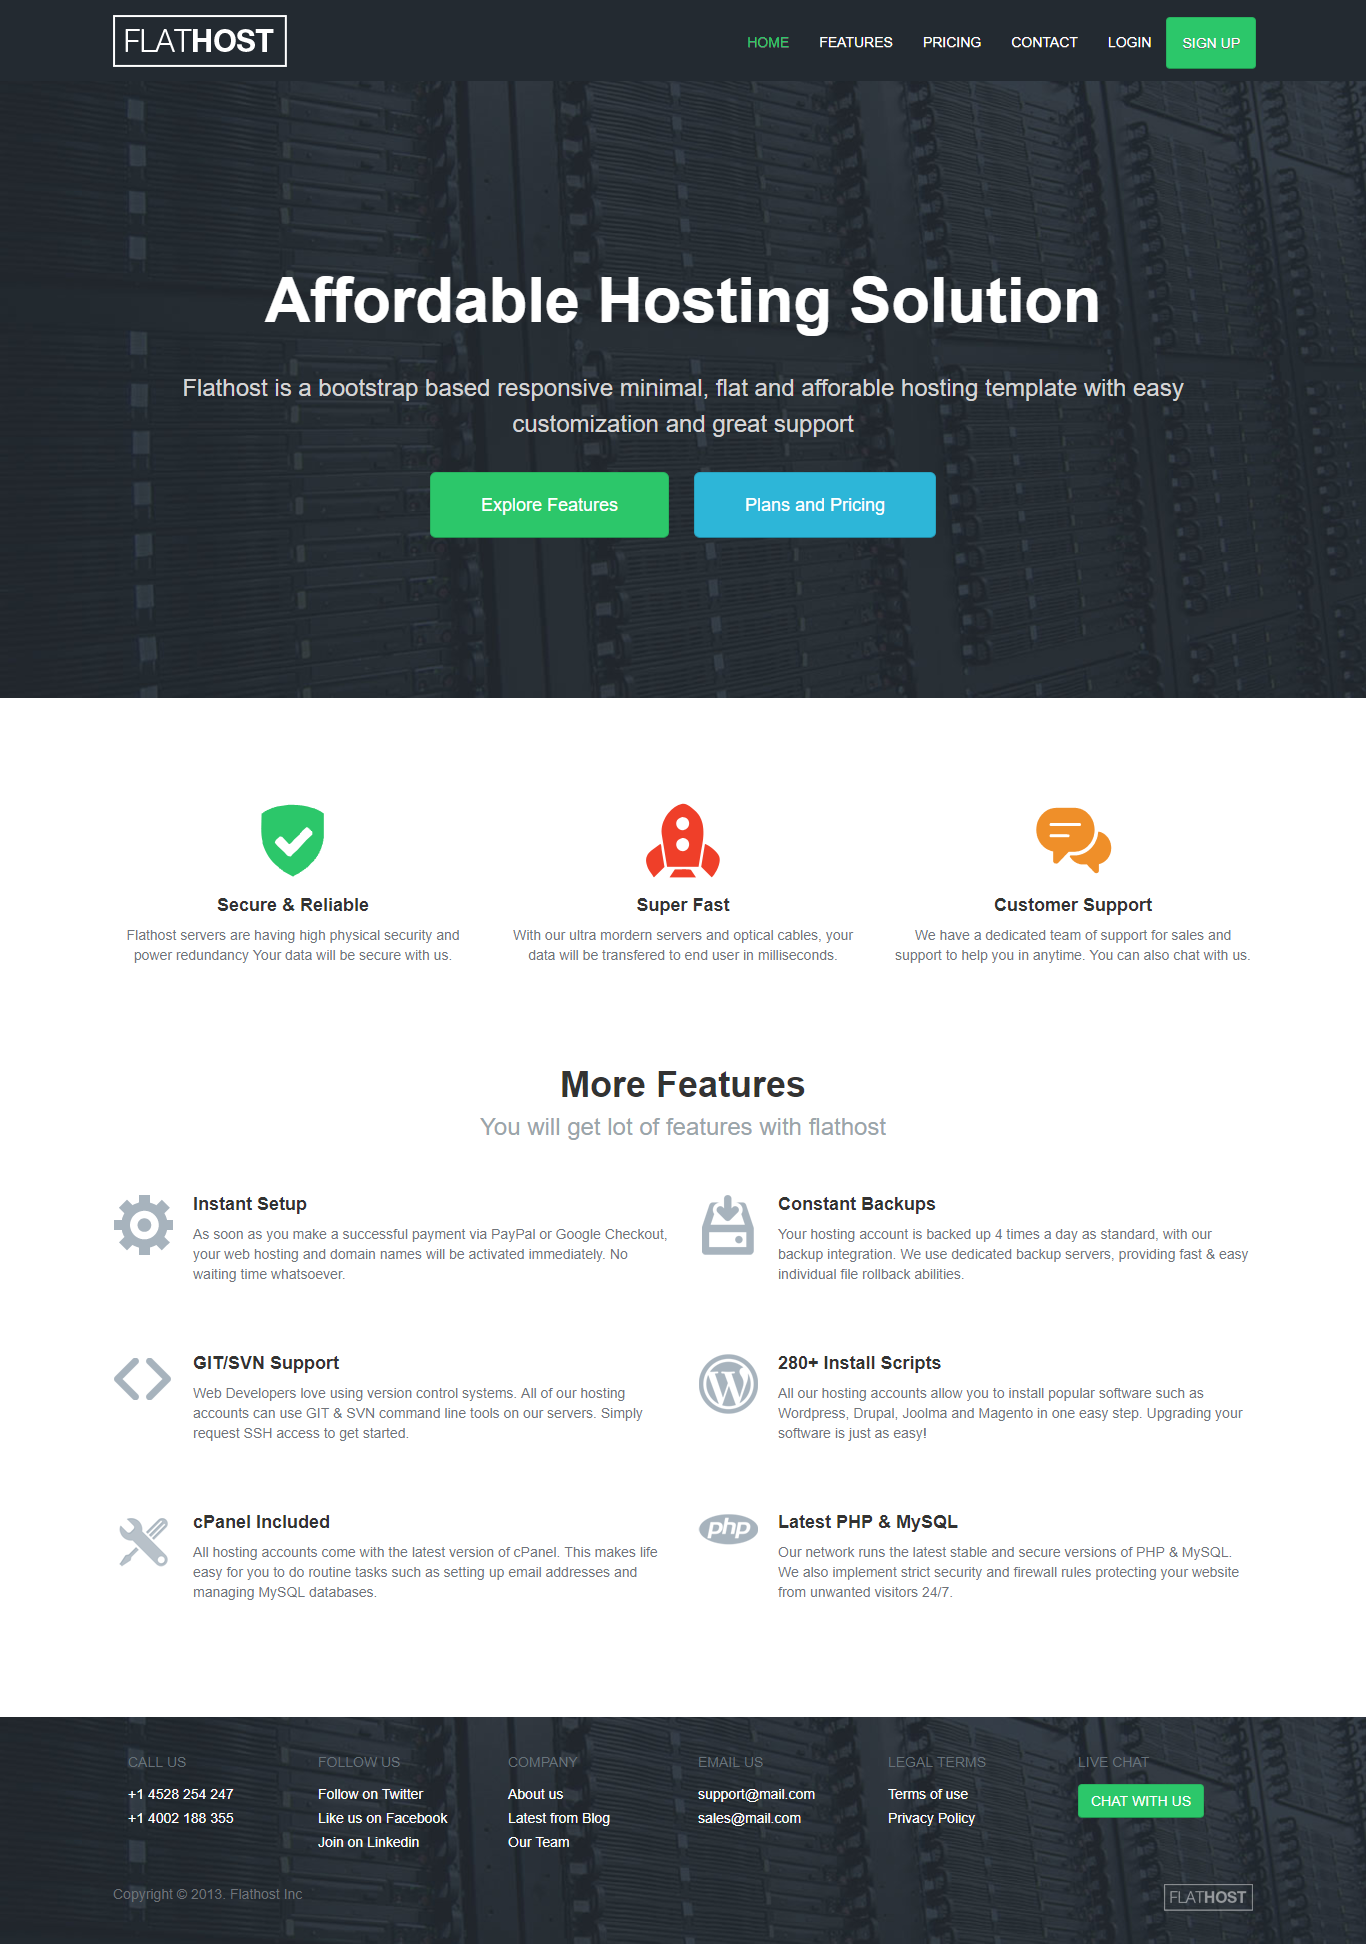 FLATHOST
HOME FEATURES PRICING CONTACT LOGIN SIGN UP
Affordable Hosting Solution
Flathost is a bootstrap based responsive minimal, flat and afforable hosting template with easy
customization and great support
Explore Features Plans and Pricing
Secure & Reliable
Flathost servers are having high physical security and
power redundancy Your data will be secure with us.
Super Fast
With our ultra mordern servers and optical cables, your
data will be transfered to end user in milliseconds.
Customer Support
We have a dedicated team of support for sales and
support to help you in anytime. You can also chat with us.
More Features
You will get lot of features with flathost
Instant Setup
As soon as you make a successful payment via PayPal or Google Checkout,
your web hosting and domain names will be activated immediately. No
waiting time whatsoever.
Constant Backups
Your hosting account is backed up 4 times a day as standard, with our
backup integration. We use dedicated backup servers, providing fast & easy
individual file rollback abilities.
GIT/SVN Support
Web Developers love using version control systems. All of our hosting
accounts can use GIT & SVN command line tools on our servers. Simply
request SSH access to get started.
280+ Install Scripts
All our hosting accounts allow you to install popular software such as
Wordpress, Drupal, Joolma and Magento in one easy step. Upgrading your
software is just as easy!
cPanel Included
All hosting accounts come with the latest version of cPanel. This makes life
easy for you to do routine tasks such as setting up email addresses and
managing MySQL databases.
php
Latest PHP & MySQL
Our network runs the latest stable and secure versions of PHP & MySQL.
We also implement strict security and firewall rules protecting your website
from unwanted visitors 24/7.
CALL US
+1 4528 254 247
+1 4002 188 355
FOLLOW US
Follow on Twitter
Like us on Facebook
Join on Linkedin
COMPANY
About us
Latest from Blog
Our Team
EMAIL US
support@mail.com
sales@mail.com
LEGAL TERMS
Terms of use
Privacy Policy
LIVE CHAT
CHAT WITH US
Copyright © 2013. Flathost Inc
FLATHOST